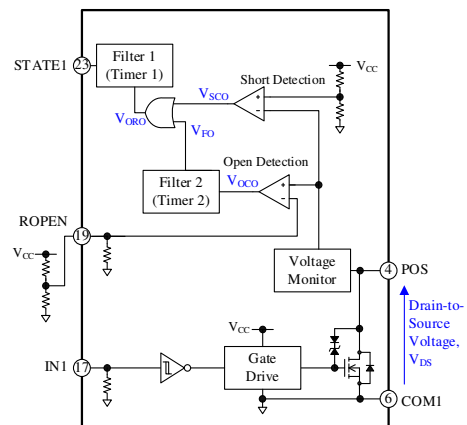 23
STATE1
Filter 1
(Timer 1)
VCC
Short Detection
VSCO
+
−
VORO
VFO
Open Detection
Filter 2
(Timer 2)
VOCO
+
−
ROPEN
19
VCC
Voltage
Monitor
4
POS
Drain-to-
Source
Voltage,
VDS
VCC
IN1
17
Gate
Drive
6
COM1